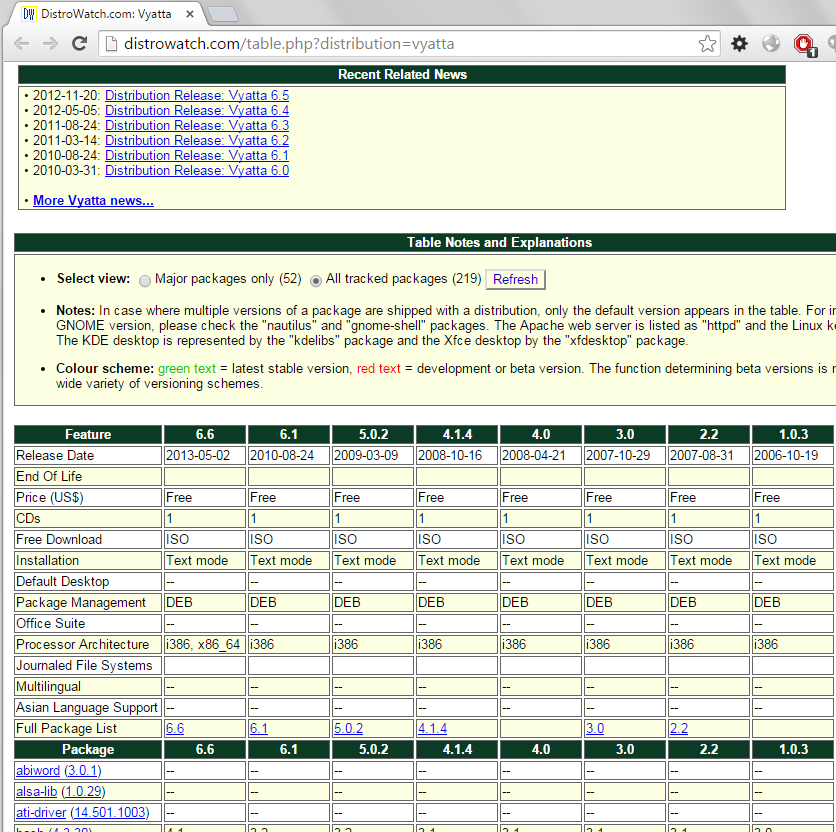 DistroWatch.com: Vyatta
distrowatch.com/table.php?distribution=vyatta
1
Recent Related News
• 2012-11-20: Distribution Release: Vyatta 6.5
• 2012-05-05: Distribution Release: Vyatta 6.4
• 2011-08-24: Distribution Release: Vyatta 6.3
• 2011-03-14: Distribution Release: Vyatta 6.2
• 2010-08-24: Distribution Release: Vyatta 6.1
• 2010-03-31: Distribution Release: Vyatta 6.0
• More Vyatta news...
Table Notes and Explanations
• Select view: Major packages only (52) All tracked packages (219) Refresh
• Notes: In case where multiple versions of a package are shipped with a distribution, only the default version appears in the table. For
GNOME version, please check the "nautilus" and "gnome-shell" packages. The Apache web server is listed as "httpd" and the Linux
The KDE desktop is represented by the "kdelibs" package and the Xfce desktop by the "xfdesktop" package.
• Colour scheme: green text = latest stable version, red text = development or beta version. The function determining beta versions is
wide variety of versioning schemes.
Feature 6.6 6.1 5.0.2 4.1.4 4.0 3.0 2.2 1.0.3
Release Date 2013-05-02 2010-08-24 2009-03-09 2008-10-16 2008-04-21 2007-10-29 2007-08-31 2006-10-19
End Of Life
Price (US$) Free Free Free Free Free Free Free Free
CDs 1 1 1 1 1 1 1 1
Free Download ISO ISO ISO ISO ISO ISO ISO ISO
Installation Text mode Text mode Text mode Text mode Text mode Text mode Text mode Text mode
Default Desktop -- -- -- -- -- -- -- --
Package Management DEB DEB DEB DEB DEB DEB DEB DEB
Office Suite -- -- -- -- -- -- -- --
Processor Architecture i386, x86_64 i386 i386 i386 i386 i386 i386 i386
Journaled File Systems
Multilingual -- -- -- -- -- -- -- --
Asian Language Support -- -- -- -- -- -- -- --
Full Package List 6.6 6.1 5.0.2 4.1.4 3.0 2.2
Package 6.6 6.1 5.0.2 4.1.4 4.0 3.0 2.2 1.0.3
abiword (3.0.1) -- -- -- -- -- -- -- --
alsa-lib (1.0.29) -- -- -- -- -- -- -- --
ati-driver (14.501.1003) -- -- -- -- -- -- -- --